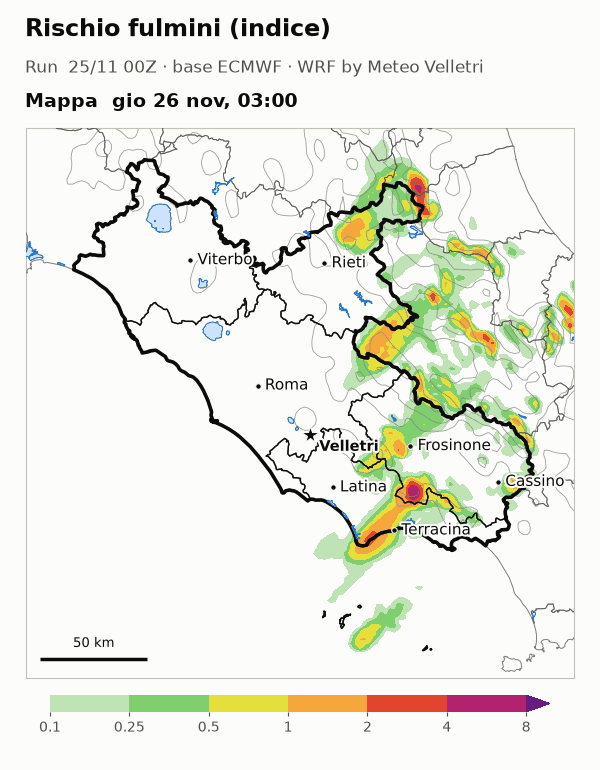 Rischio fulmini (indice)
Run  25/11 00Z · base ECMWF · WRF by Meteo Velletri
Mappa  gio 26 nov, 03:00
Viterbo
Rieti
Roma
Velletri
Frosinone
Latina
Cassino
Terracina
50 km
0.1 0.25 0.5 1 2 4 8